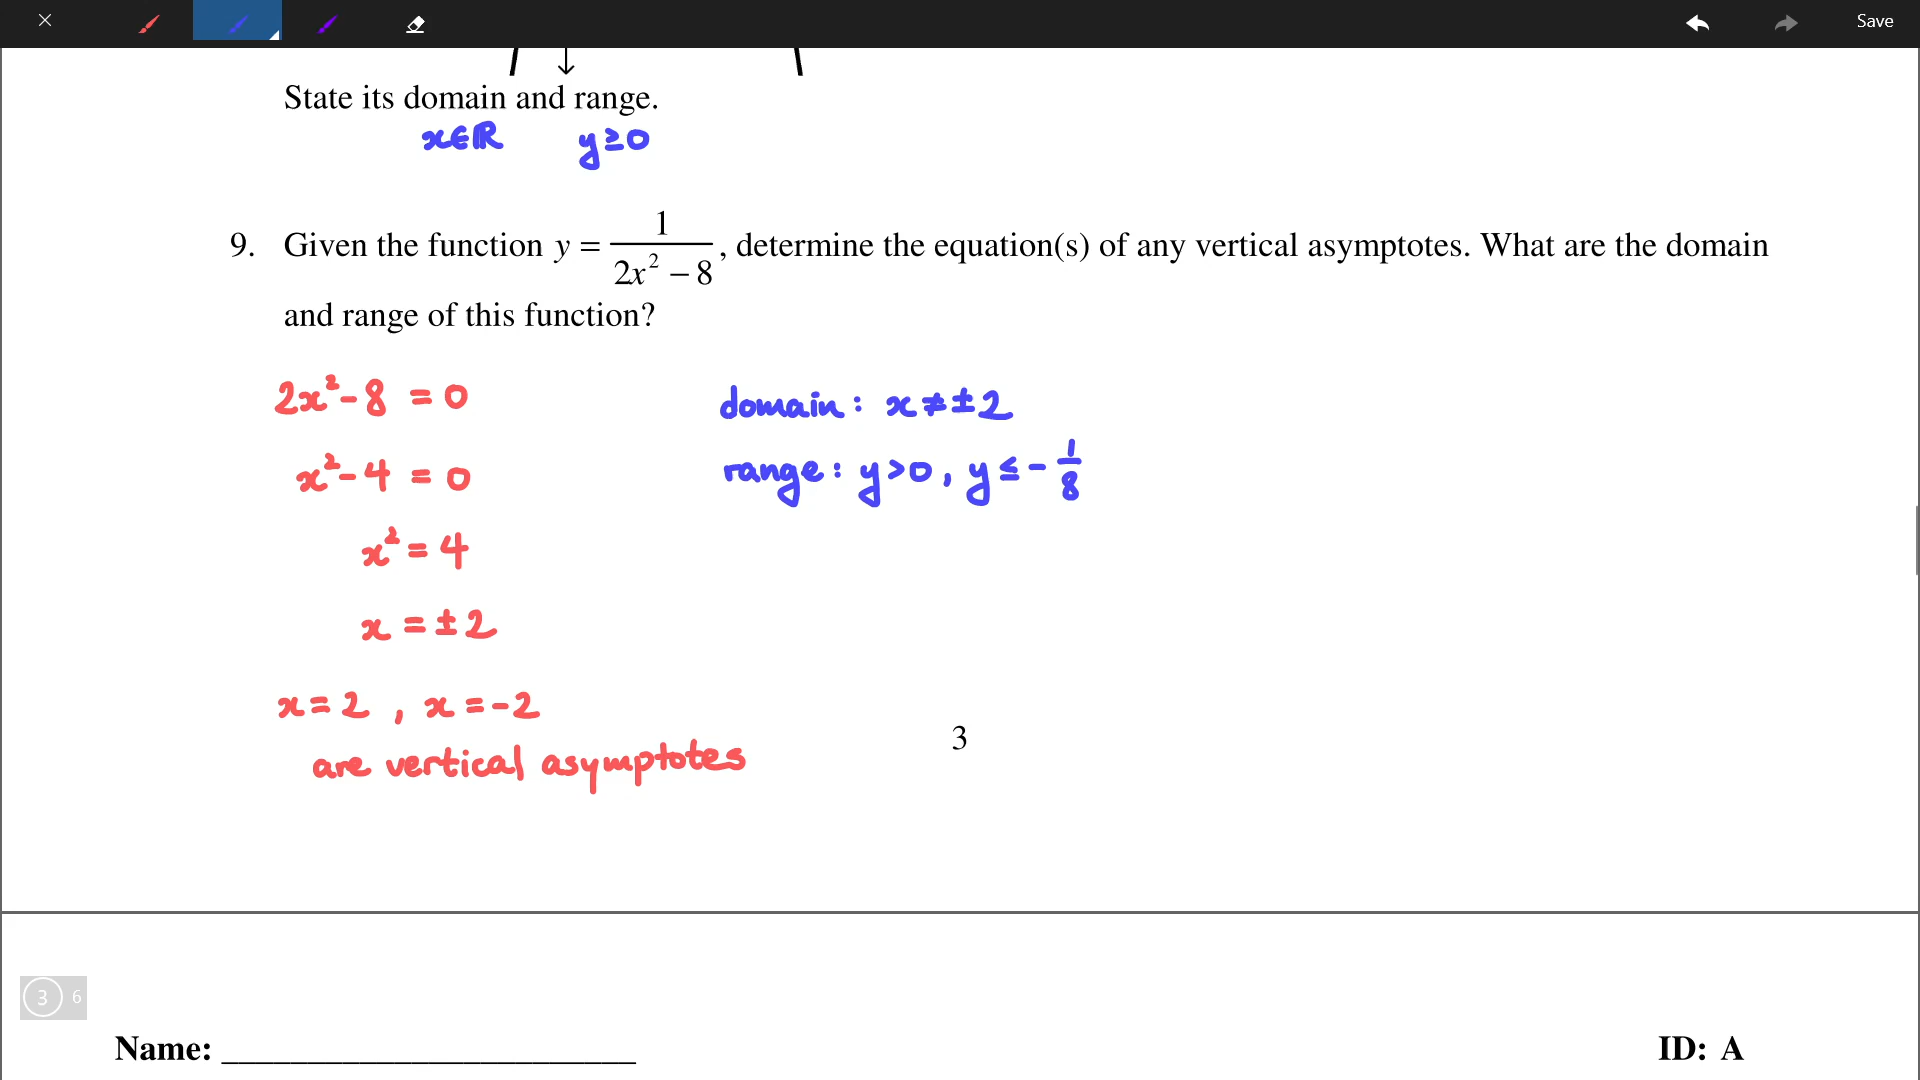 Save
State its domain and range.
x∈ℝ y≥0
9. Given the function y = 1/(2x² − 8), determine the equation(s) of any vertical asymptotes. What are the domain
and range of this function?
2x²-8 = 0
x²-4 = 0
x² = 4
x = ±2
x = 2 , x = -2
are vertical asymptotes
domain: x ≠ ±2
range: y > 0, y ≤ -1/8
3
3 6
Name: _______________________
ID: A